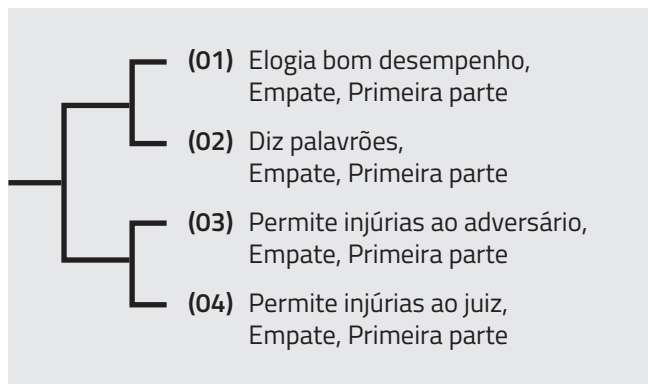 (01) Elogia bom desempenho,
Empate, Primeira parte
(02) Diz palavrões,
Empate, Primeira parte
(03) Permite injúrias ao adversário,
Empate, Primeira parte
(04) Permite injúrias ao juiz,
Empate, Primeira parte